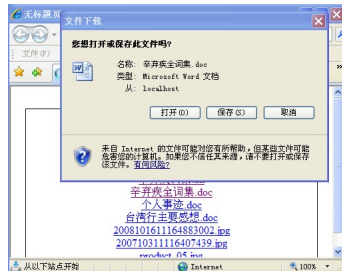 无标题页
文件下载
文件(F)
您想打开或保存此文件吗?
名称: 辛弃疾全词集.doc
类型: Microsoft Word 文档
从: localhost
打开(O) 保存(S) 取消
来自 Internet 的文件可能对您有所帮助,但某些文件可能
危害您的计算机。如果您不信任其来源,请不要打开或保存
该文件。有何风险?
辛弃疾全词集.doc
个人事迹.doc
台湾行主要感想.doc
200810161116483002.jpg
200710311116407439.jpg
product_05.jpg
从以下站点开始
Internet
100%